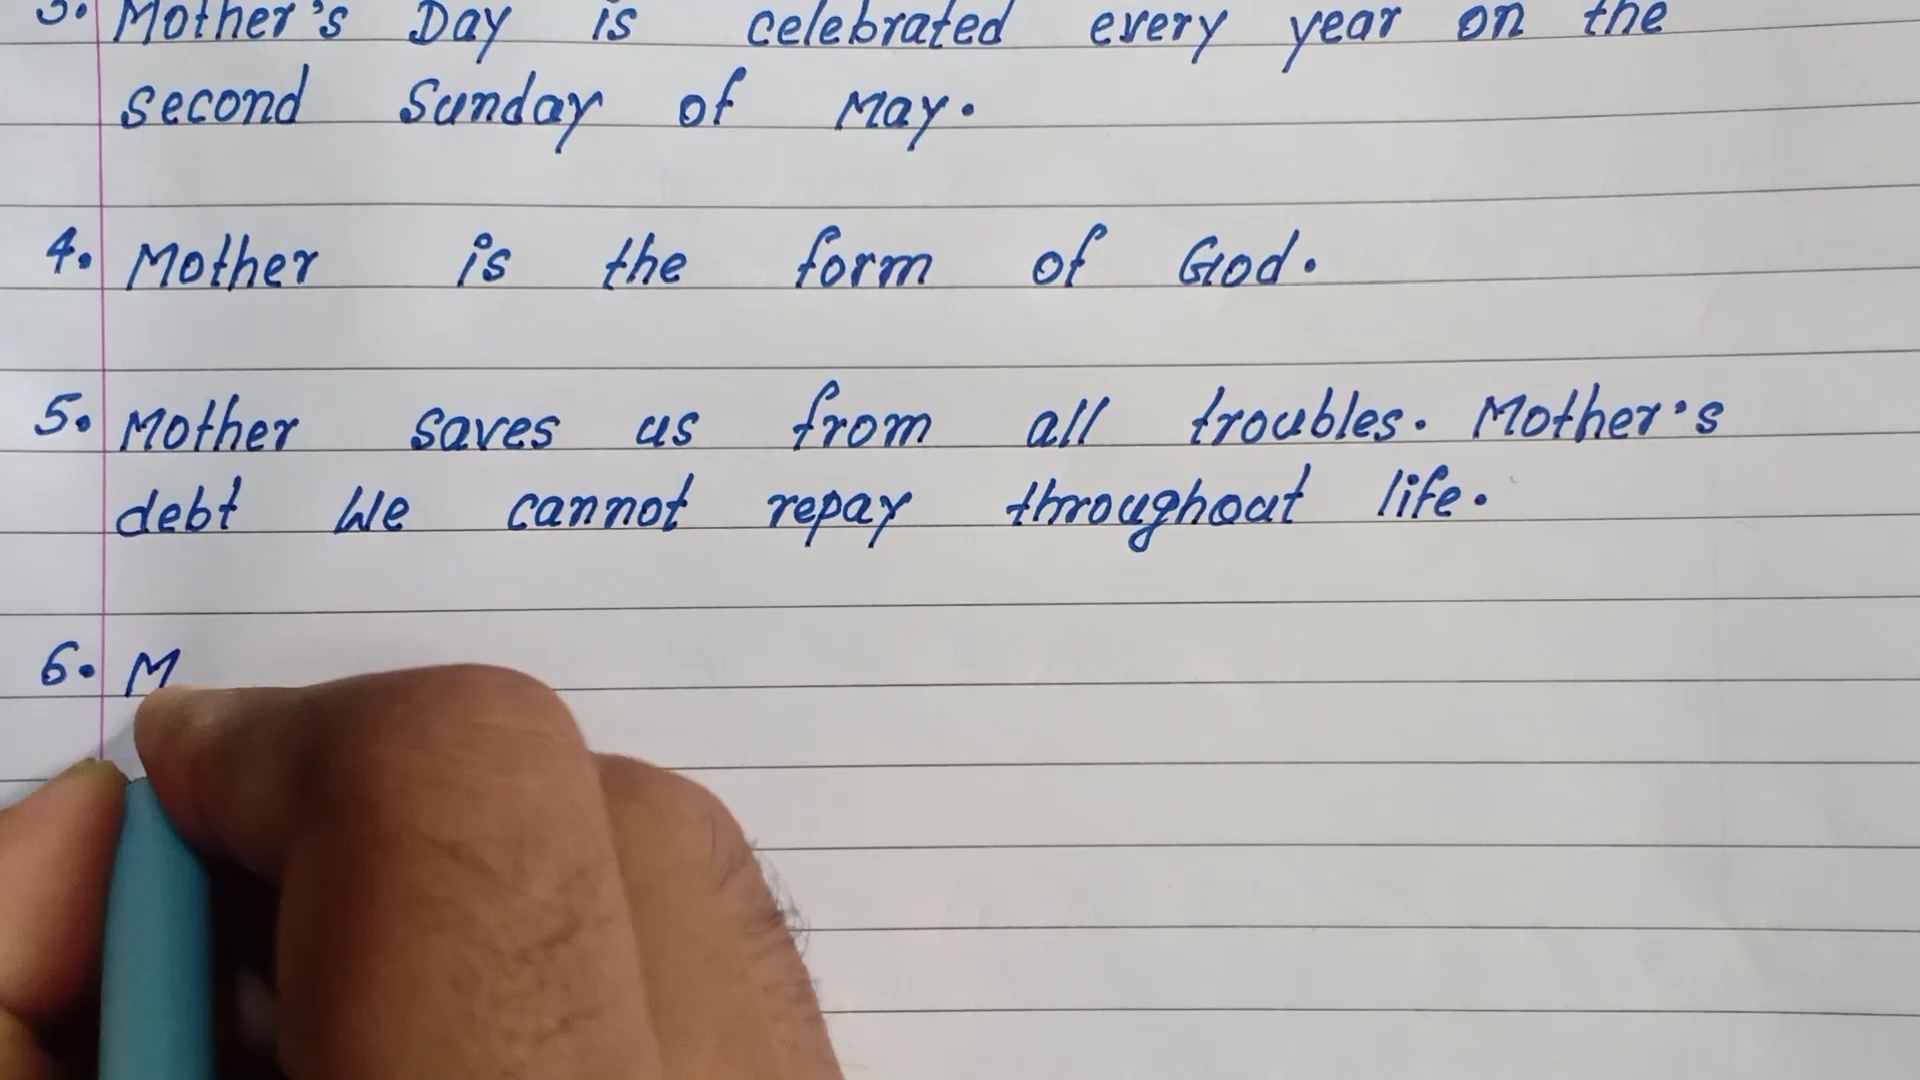 3. Mother's Day is celebrated every year on the
second Sunday of May.
4. Mother is the form of God.
5. Mother saves us from all troubles. Mother's
debt We cannot repay throughout life.
6. M